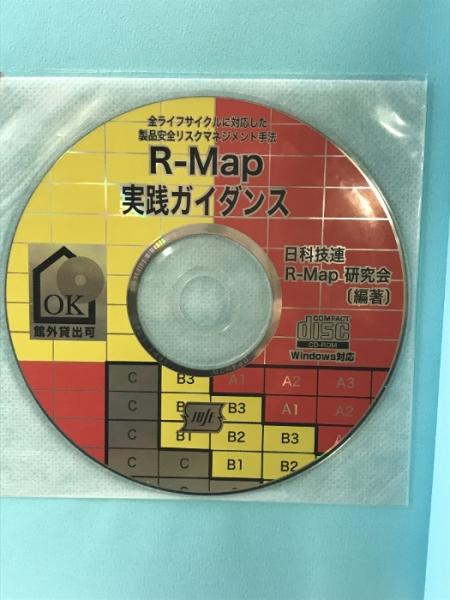 全ライフサイクルに対応した
製品安全リスクマネジメント手法
R-Map
実践ガイダンス
日科技連
R-Map 研究会
〔編著〕
OK
館外貸出可
COMPACT
disc
CD-ROM
Windows対応
C B3 A1 A2 A3
B3 A1 A2
JUSE
B1 B2 B3
C C B1 B2